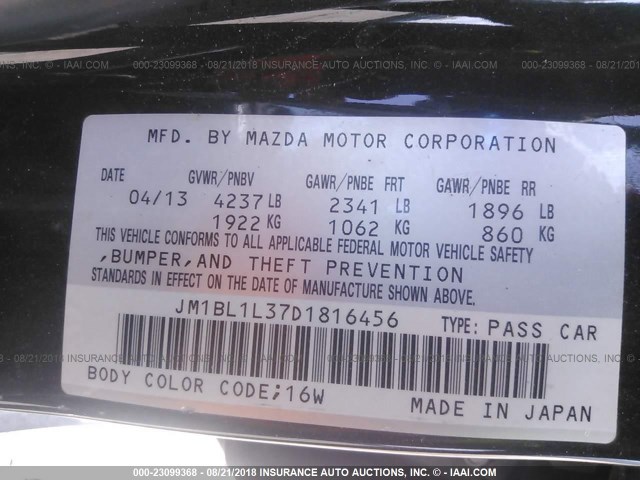 000-23099368 - 08/21/2018 INSURANCE AUTO AUCTIONS, INC. - IAAI.COM
MFD. BY MAZDA MOTOR CORPORATION
DATE GVWR/PNBV GAWR/PNBE FRT GAWR/PNBE RR
04/13 4237 LB 2341 LB 1896 LB
1922 KG 1062 KG 860 KG
THIS VEHICLE CONFORMS TO ALL APPLICABLE FEDERAL MOTOR VEHICLE SAFETY
,BUMPER,AND THEFT PREVENTION
STANDARDS IN EFFECT ON THE DATE OF MANUFACTURE SHOWN ABOVE.
JM1BL1L37D1816456 TYPE: PASS CAR
BODY COLOR CODE;16W
MADE IN JAPAN
000-23099368 - 08/21/2018 INSURANCE AUTO AUCTIONS, INC. - IAAI.COM